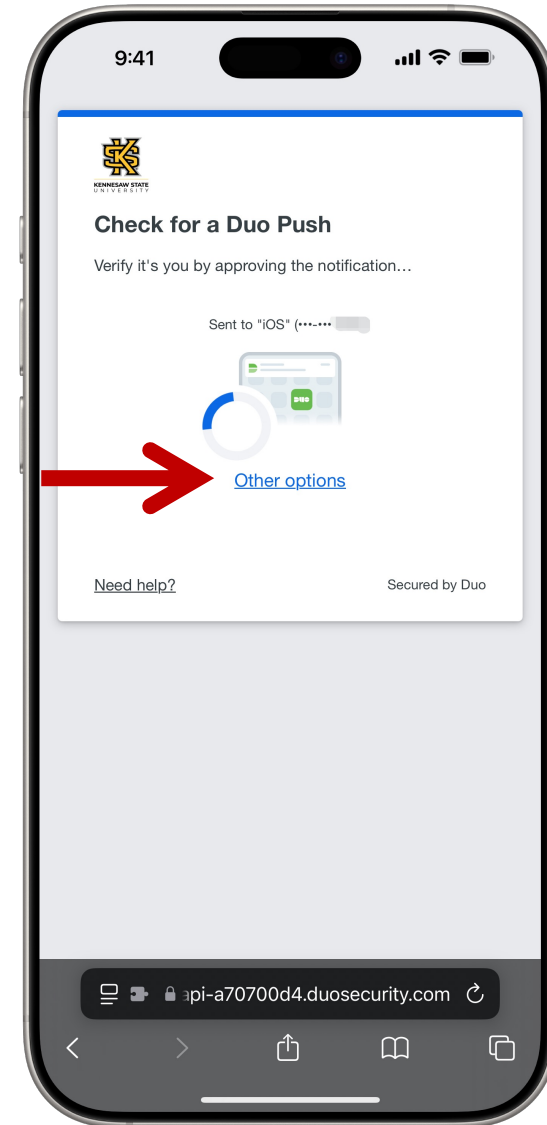 9:41
KS
KENNESAW STATE
UNIVERSITY
Check for a Duo Push
Verify it's you by approving the notification...
Sent to "iOS" (•••-•••
DUO
Other options
Need help?
Secured by Duo
api-a70700d4.duosecurity.com